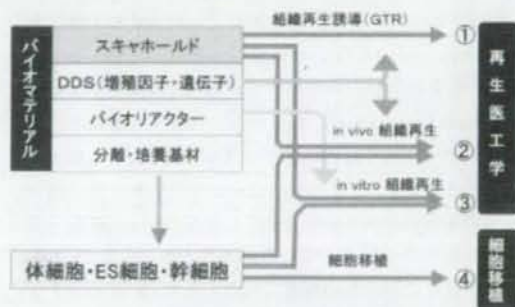 組織再生誘導(GTR)
①
バイオマテリアル
スキャホールド
DDS(増殖因子・遺伝子)
バイオリアクター
分離・培養基材
in vivo 組織再生
②
in vitro 組織再生
③
再生医工学
体細胞・ES細胞・幹細胞
細胞移植
④
細胞移植